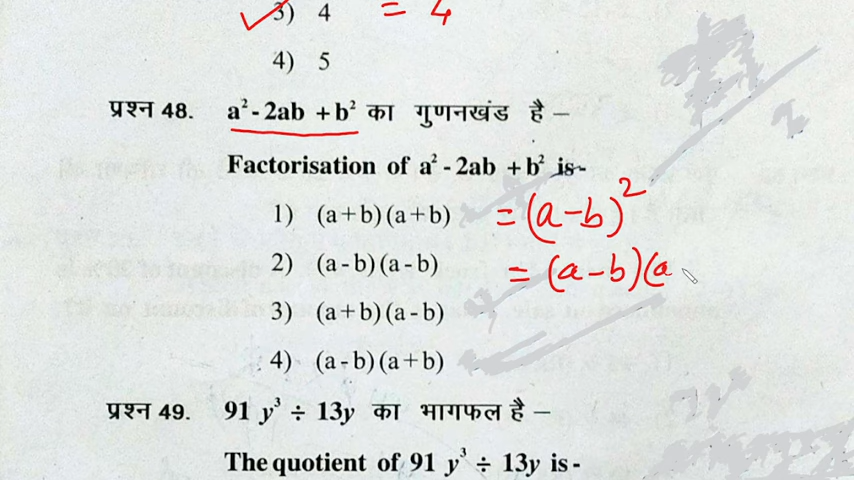 3) 4 = 4
4) 5
प्रश्न 48. a²- 2ab + b² का गुणनखंड है –
Factorisation of a² - 2ab + b² is-
1) (a+b)(a+b) = (a-b)²
2) (a-b)(a-b) = (a-b)(a
3) (a+b)(a-b)
4) (a-b)(a+b)
प्रश्न 49. 91 y³ ÷ 13y का भागफल है –
The quotient of 91 y³ ÷ 13y is-